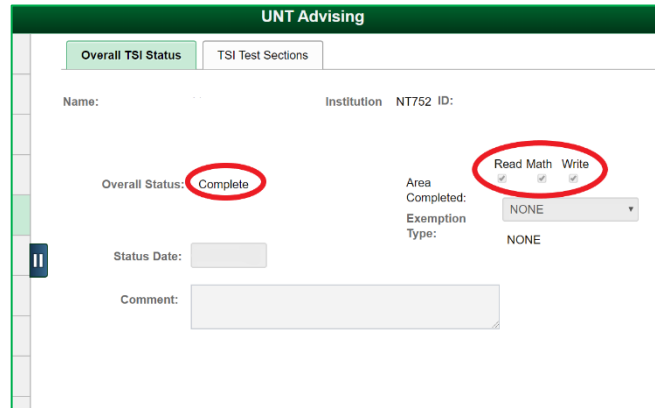 UNT Advising
Overall TSI Status
TSI Test Sections
Name:
Institution NT752 ID:
Read Math Write
Overall Status: Complete
Area Completed:
NONE
Exemption Type:
NONE
Status Date:
Comment: